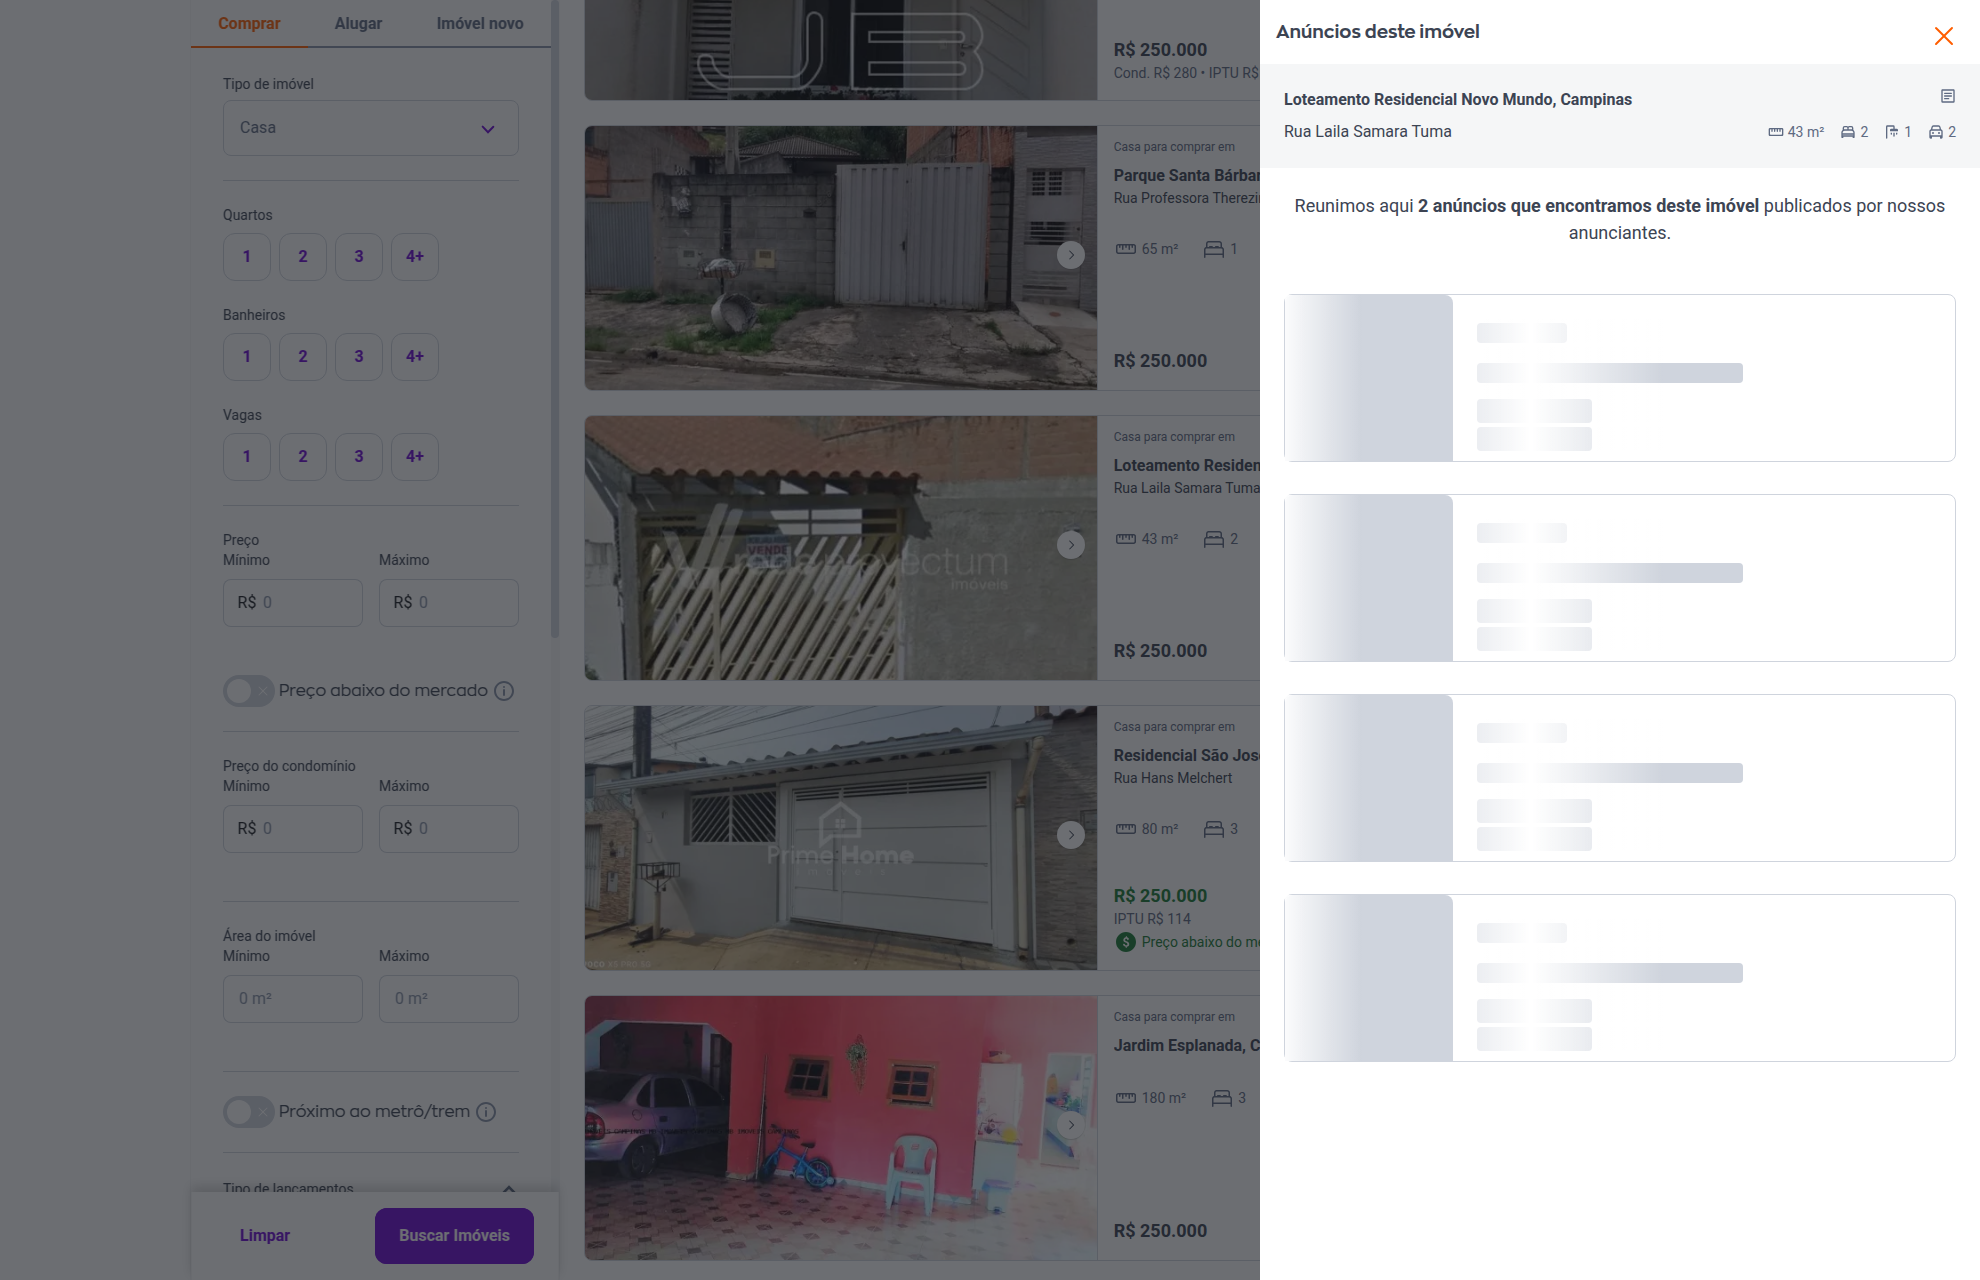 Comprar
Alugar
Imóvel novo
Tipo de imóvel
Casa
Quartos
1
2
3
4+
Banheiros
1
2
3
4+
Vagas
1
2
3
4+
Preço
Mínimo
Máximo
R$ 0
R$ 0
Preço abaixo do mercado
Preço do condomínio
Mínimo
Máximo
R$ 0
R$ 0
Área do imóvel
Mínimo
Máximo
0 m²
0 m²
Próximo ao metrô/trem
Tipo de lançamentos
Limpar
Buscar Imóveis
JB
R$ 250.000
Cond. R$ 280 • IPTU R$
Casa para comprar em
Parque Santa Bárbar
Rua Professora Therezi
65 m²
1
R$ 250.000
VENDE
imóveis
Casa para comprar em
Loteamento Residen
Rua Laila Samara Tuma
43 m²
2
R$ 250.000
Prime Home
Casa para comprar em
Residencial São Jos
Rua Hans Melchert
80 m²
3
R$ 250.000
IPTU R$ 114
$ Preço abaixo do me
Casa para comprar em
Jardim Esplanada, C
180 m²
3
R$ 250.000
Anúncios deste imóvel
Loteamento Residencial Novo Mundo, Campinas
Rua Laila Samara Tuma
43 m²
2
1
2
Reunimos aqui 2 anúncios que encontramos deste imóvel publicados por nossos
anunciantes.